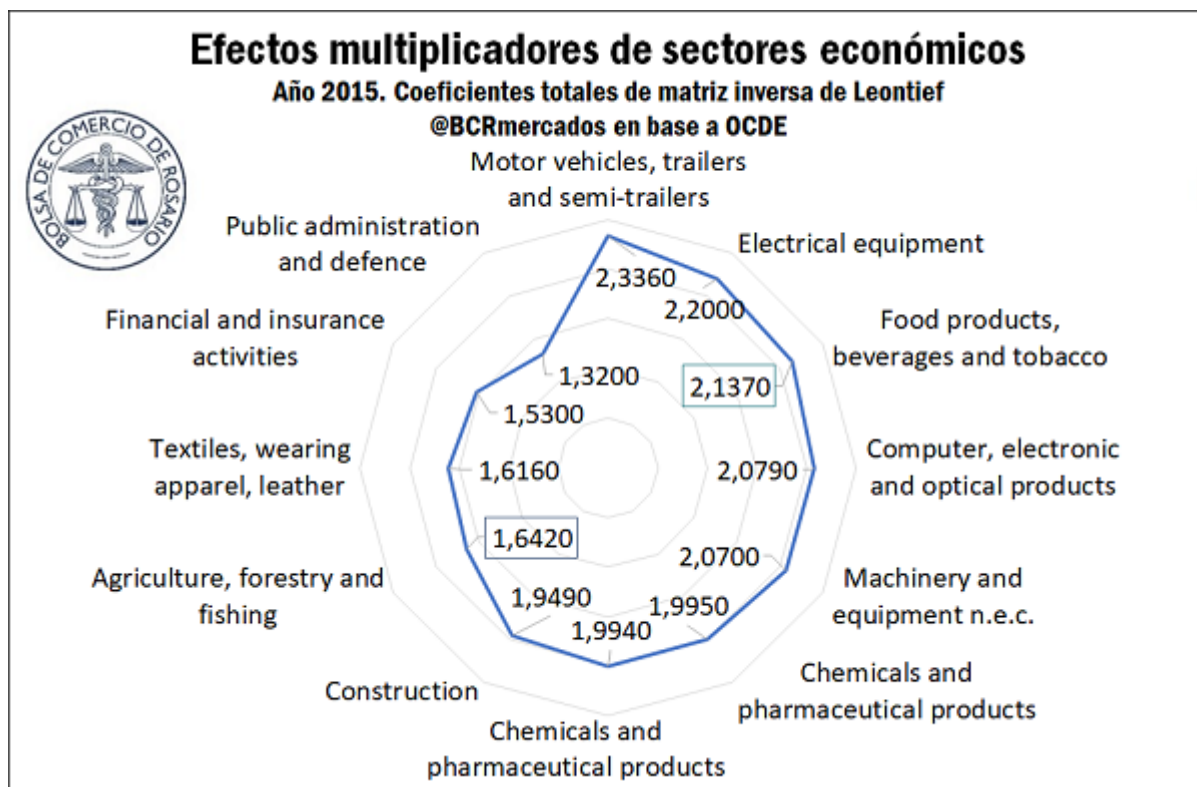 Efectos multiplicadores de sectores económicos
Año 2015. Coeficientes totales de matriz inversa de Leontief
@BCRmercados en base a OCDE
BOLSA DE COMERCIO DE ROSARIO
Motor vehicles, trailers
and semi-trailers
2,3360
Electrical equipment
2,2000
Food products,
beverages and tobacco
2,1370
Computer, electronic
and optical products
2,0790
Machinery and
equipment n.e.c.
2,0700
Chemicals and
pharmaceutical products
1,9950
Chemicals and
pharmaceutical products
1,9940
Construction
1,9490
Agriculture, forestry and
fishing
1,6420
Textiles, wearing
apparel, leather
1,6160
Financial and insurance
activities
1,5300
Public administration
and defence
1,3200